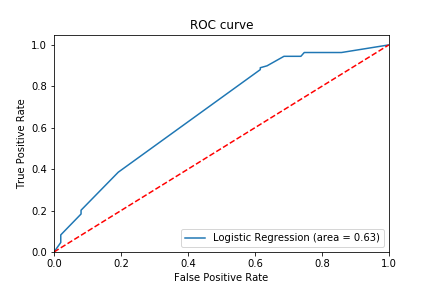 ROC curve
True Positive Rate
1.0
0.8
0.6
0.4
0.2
0.0
Logistic Regression (area = 0.63)
0.0 0.2 0.4 0.6 0.8 1.0
False Positive Rate